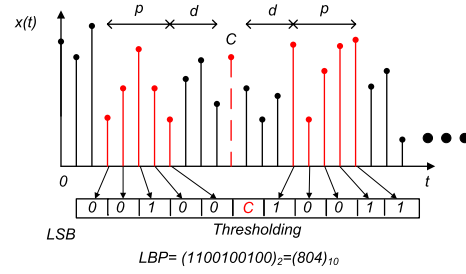 p d d p
x(t)
C
0 t
0 0 1 0 0 C 1 0 0 1 1
LSB Thresholding
LBP= (1100100100)2=(804)10